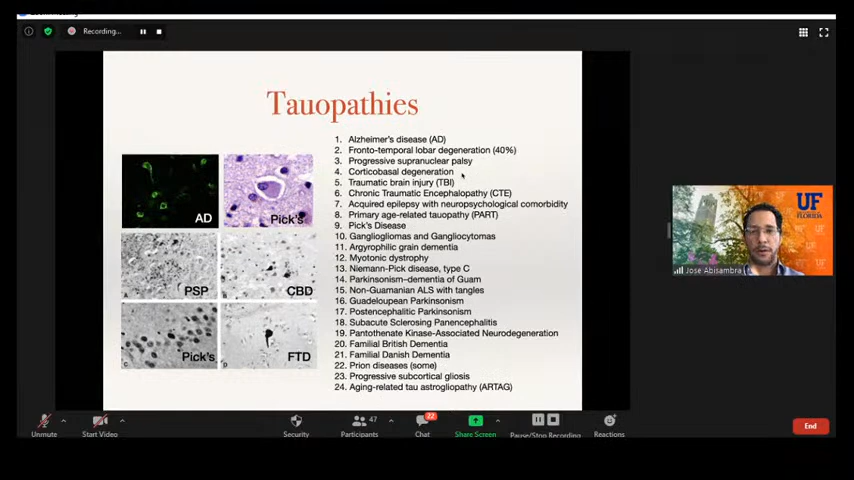 Recording...
Tauopathies
AD
Pick's
PSP
CBD
Pick's
FTD
1. Alzheimer's disease (AD)
2. Fronto-temporal lobar degeneration (40%)
3. Progressive supranuclear palsy
4. Corticobasal degeneration
5. Traumatic brain injury (TBI)
6. Chronic Traumatic Encephalopathy (CTE)
7. Acquired epilepsy with neuropsychological comorbidity
8. Primary age-related tauopathy (PART)
9. Pick's Disease
10. Gangliogliomas and Gangliocytomas
11. Argyrophilic grain dementia
12. Myotonic dystrophy
13. Niemann-Pick disease, type C
14. Parkinsonism-dementia of Guam
15. Non-Guamanian ALS with tangles
16. Guadeloupean Parkinsonism
17. Postencephalitic Parkinsonism
18. Subacute Sclerosing Panencephalitis
19. Pantothenate Kinase-Associated Neurodegeneration
20. Familial British Dementia
21. Familial Danish Dementia
22. Prion diseases (some)
23. Progressive subcortical gliosis
24. Aging-related tau astrogliopathy (ARTAG)
UF
FLORIDA
Jose Abisambra
Unmute
Start Video
Security
47
Participants
22
Chat
Share Screen
Pause/Stop Recording
Reactions
End